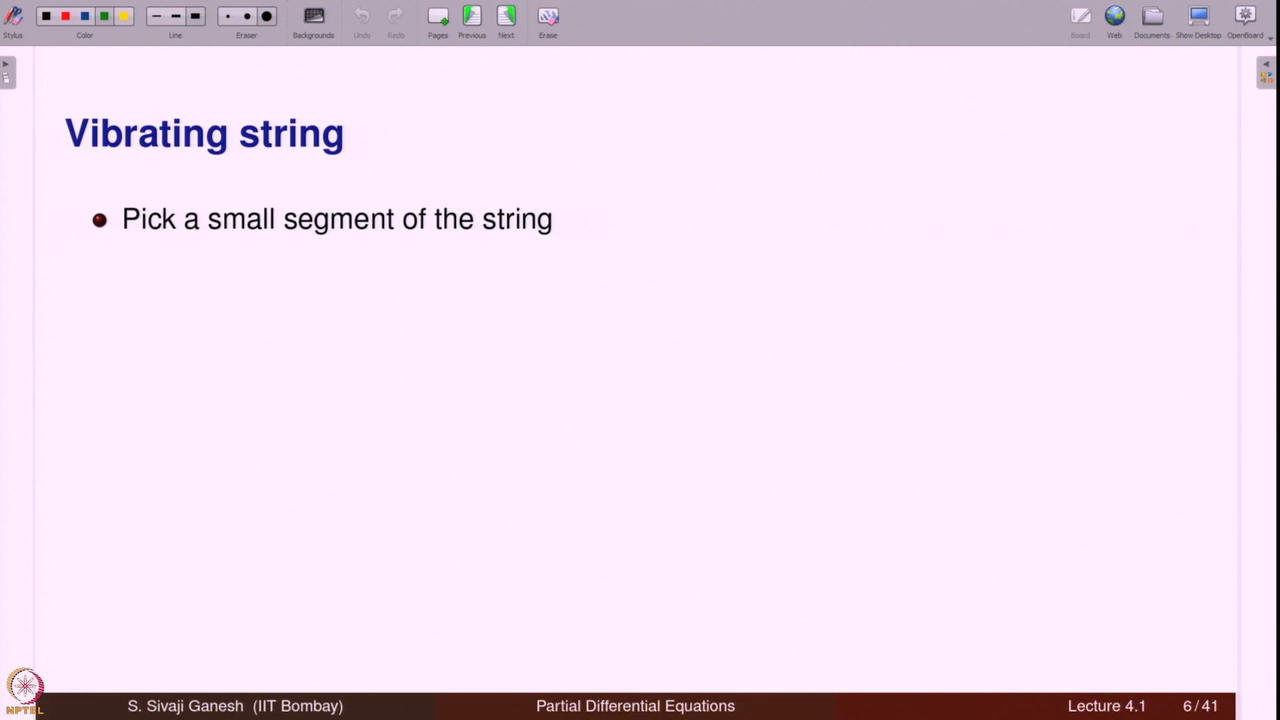 Stylus Color Line Eraser Backgrounds Undo Redo Pages Previous Next Erase Board Web Documents Show Desktop OpenBoard
Vibrating string
Pick a small segment of the string
NPTEL
S. Sivaji Ganesh (IIT Bombay) Partial Differential Equations Lecture 4.1 6/41